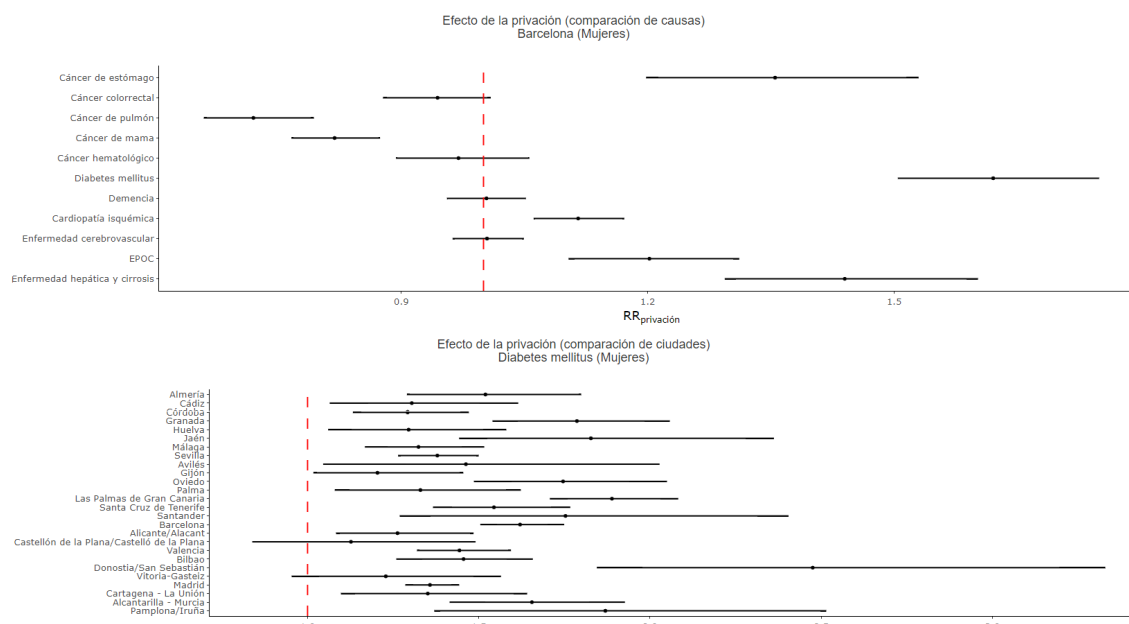 Efecto de la privación (comparación de causas)
Barcelona (Mujeres)
Cáncer de estómago
Cáncer colorrectal
Cáncer de pulmón
Cáncer de mama
Cáncer hematológico
Diabetes mellitus
Demencia
Cardiopatía isquémica
Enfermedad cerebrovascular
EPOC
Enfermedad hepática y cirrosis
0.9 1.2 1.5
RRprivación
Efecto de la privación (comparación de ciudades)
Diabetes mellitus (Mujeres)
Almería
Cádiz
Córdoba
Granada
Huelva
Jaén
Málaga
Sevilla
Avilés
Gijón
Oviedo
Palma
Las Palmas de Gran Canaria
Santa Cruz de Tenerife
Santander
Barcelona
Alicante/Alacant
Castellón de la Plana/Castelló de la Plana
Valencia
Bilbao
Donostia/San Sebastián
Vitoria-Gasteiz
Madrid
Cartagena - La Unión
Alcantarilla - Murcia
Pamplona/Iruña